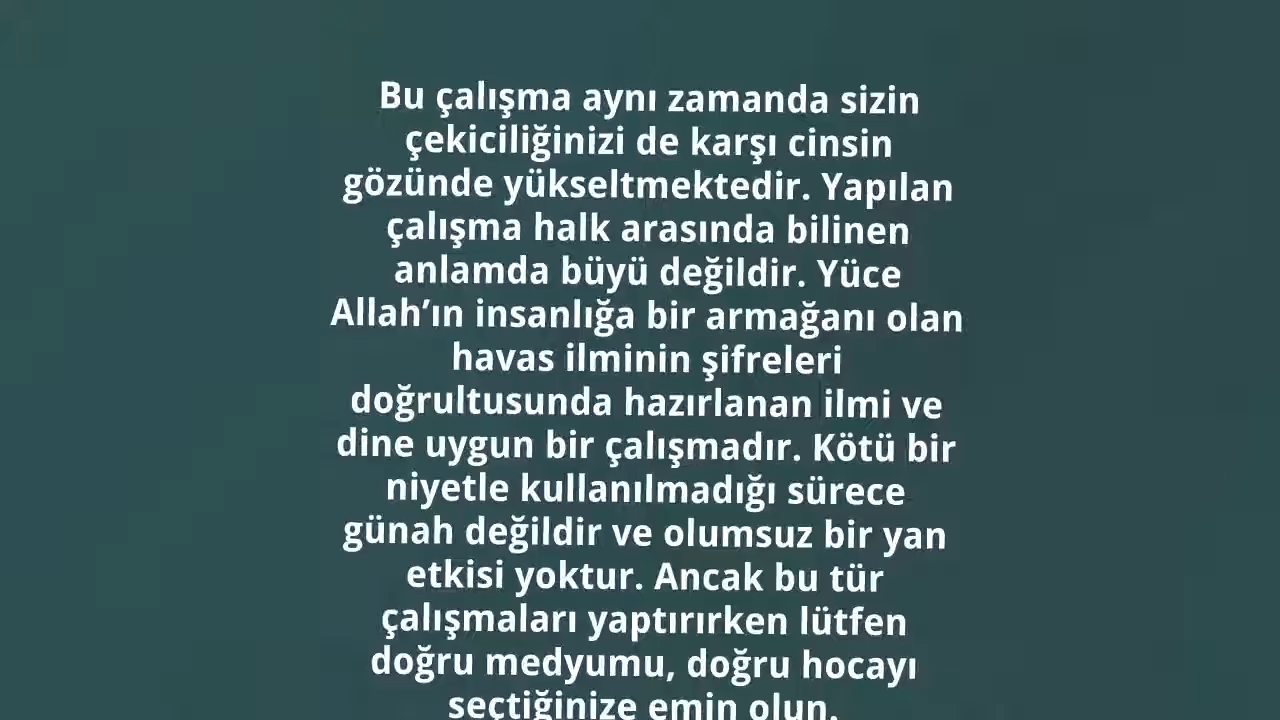 Bu çalışma aynı zamanda sizin
çekiciliğinizi de karşı cinsin
gözünde yükseltmektedir. Yapılan
çalışma halk arasında bilinen
anlamda büyü değildir. Yüce
Allah’ın insanlığa bir armağanı olan
havas ilminin şifreleri
doğrultusunda hazırlanan ilmi ve
dine uygun bir çalışmadır. Kötü bir
niyetle kullanılmadığı sürece
günah değildir ve olumsuz bir yan
etkisi yoktur. Ancak bu tür
çalışmaları yaptırırken lütfen
doğru medyumu, doğru hocayı
seçtiğinize emin olun.